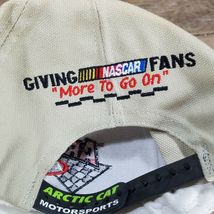 GIVING NASCAR FANS
"More To Go On"
ARCTIC CAT
MOTORSPORTS